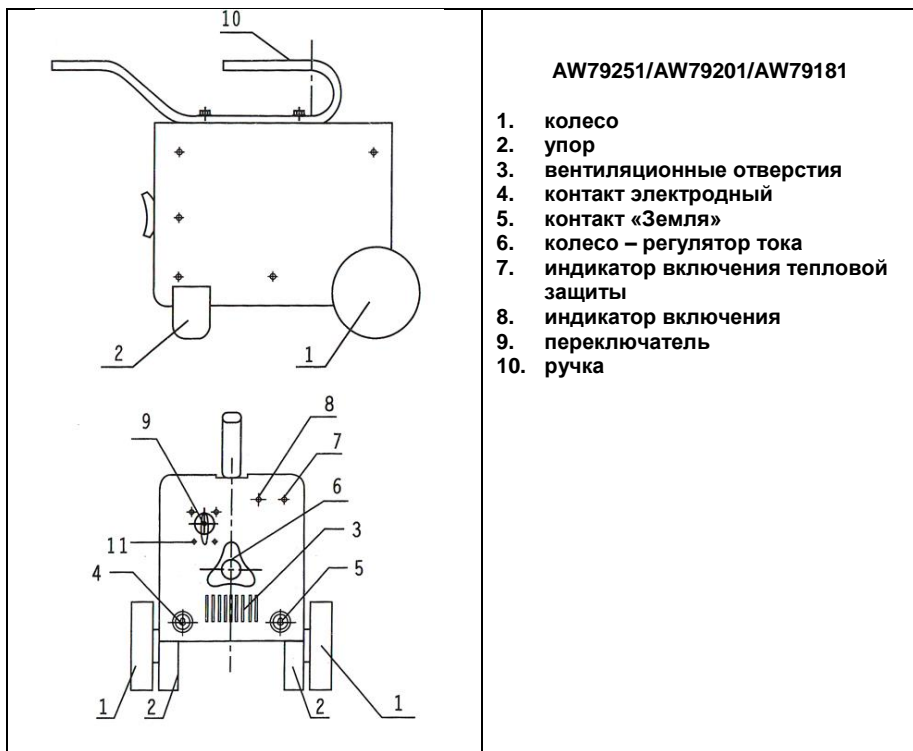 10
2
1
9
8
7
6
11
3
4
5
1
2
2
1
AW79251/AW79201/AW79181
1. колесо
2. упор
3. вентиляционные отверстия
4. контакт электродный
5. контакт «Земля»
6. колесо – регулятор тока
7. индикатор включения тепловой
защиты
8. индикатор включения
9. переключатель
10. ручка